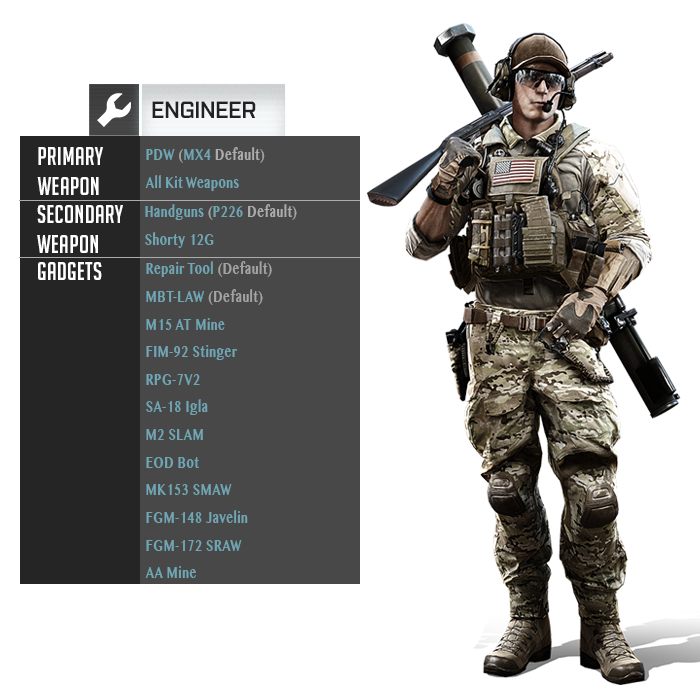 ENGINEER
PRIMARY WEAPON
PDW (MX4 Default)
All Kit Weapons
SECONDARY WEAPON
Handguns (P226 Default)
Shorty 12G
GADGETS
Repair Tool (Default)
MBT-LAW (Default)
M15 AT Mine
FIM-92 Stinger
RPG-7V2
SA-18 Igla
M2 SLAM
EOD Bot
MK153 SMAW
FGM-148 Javelin
FGM-172 SRAW
AA Mine